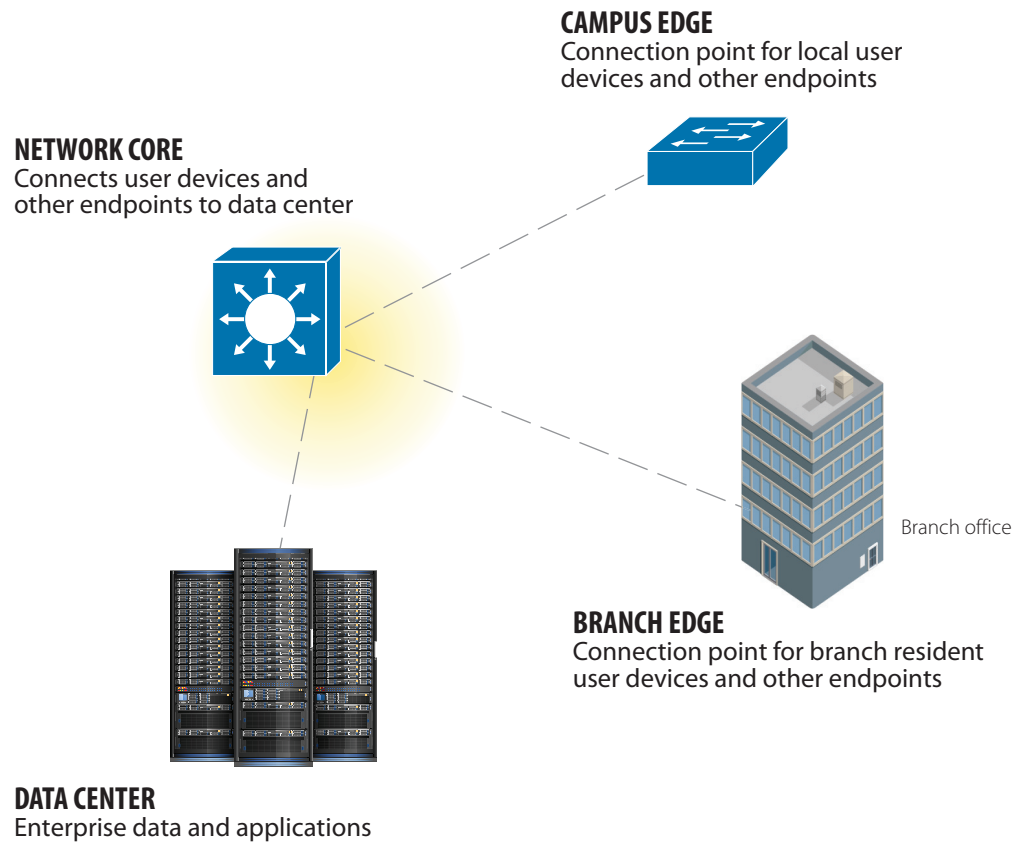 CAMPUS EDGE
Connection point for local user
devices and other endpoints
NETWORK CORE
Connects user devices and
other endpoints to data center
Branch office
BRANCH EDGE
Connection point for branch resident
user devices and other endpoints
DATA CENTER
Enterprise data and applications